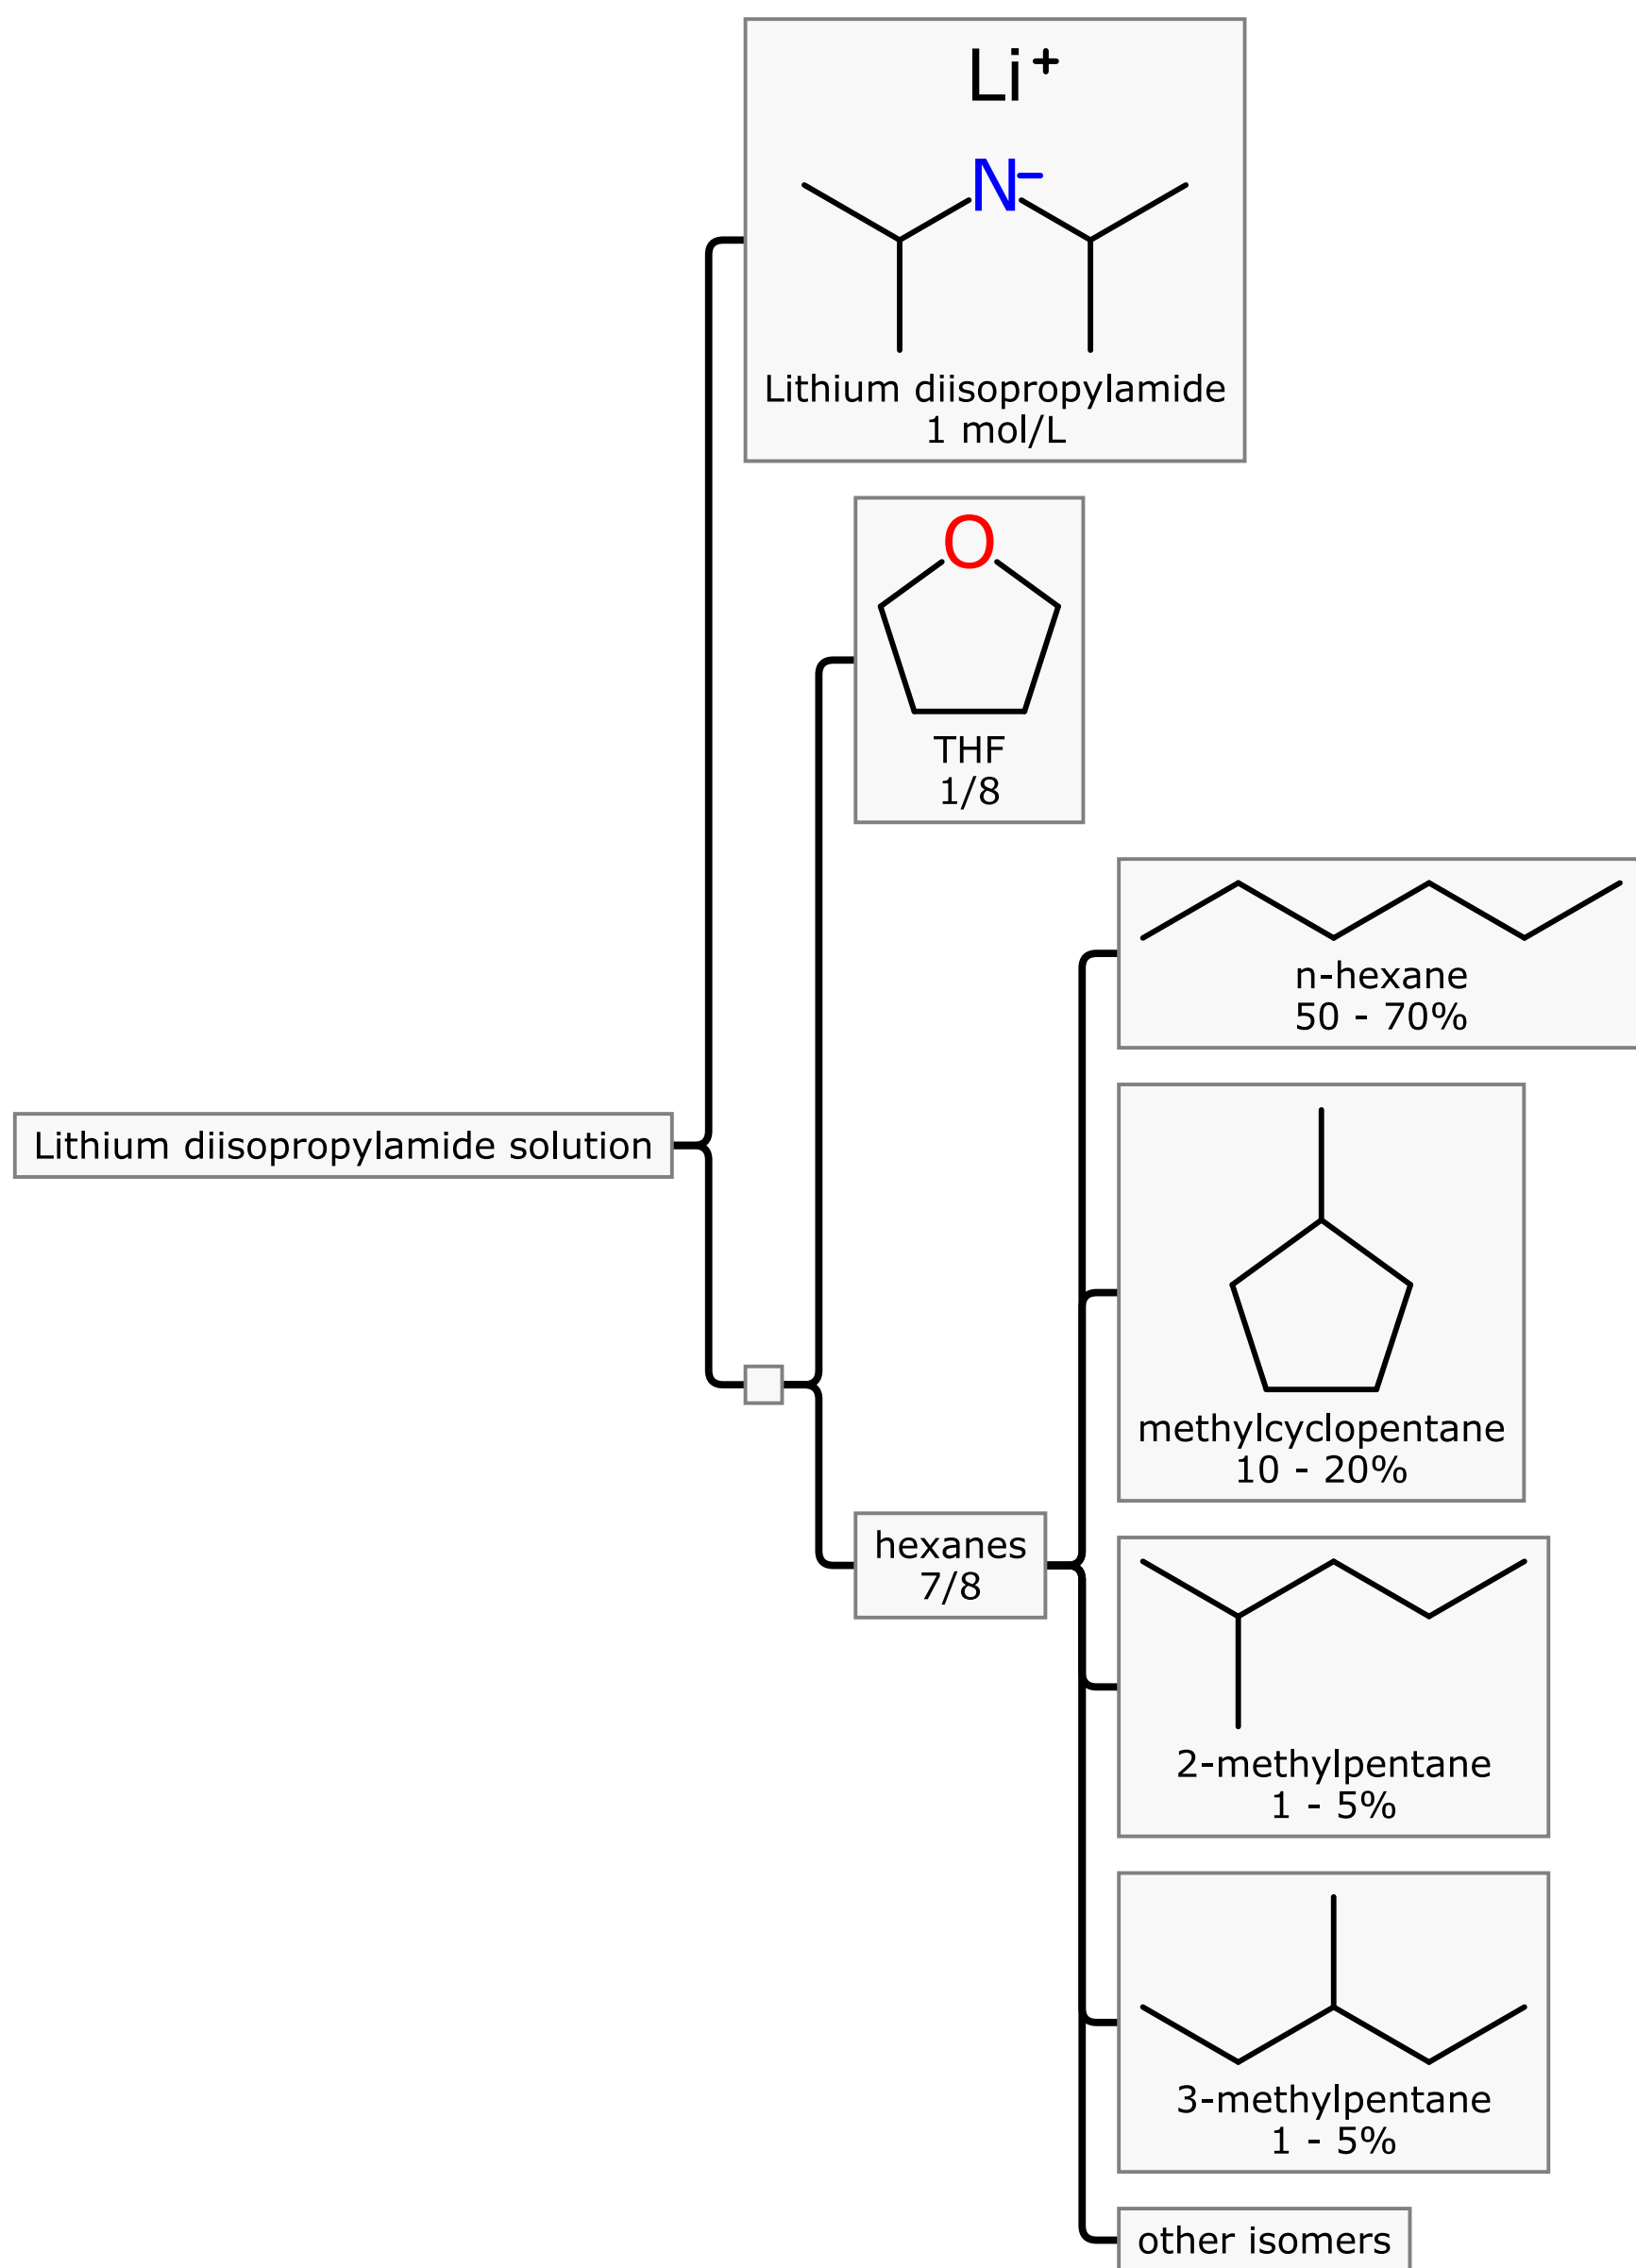 Li+
N−
Lithium diisopropylamide
1 mol/L
O
THF
1/8
n-hexane
50 - 70%
Lithium diisopropylamide solution
methylcyclopentane
10 - 20%
hexanes
7/8
2-methylpentane
1 - 5%
3-methylpentane
1 - 5%
other isomers